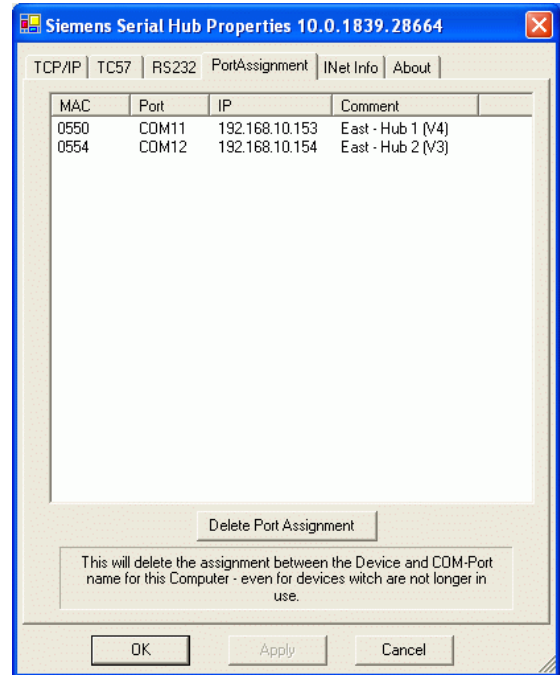 Siemens Serial Hub Properties 10.0.1839.28664
TCP/IP TC57 RS232 PortAssignment INet Info About
MAC Port IP Comment
0550 COM11 192.168.10.153 East - Hub 1 (V4)
0554 COM12 192.168.10.154 East - Hub 2 (V3)
Delete Port Assignment
This will delete the assignment between the Device and COM-Port
name for this Computer - even for devices witch are not longer in
use.
OK Apply Cancel